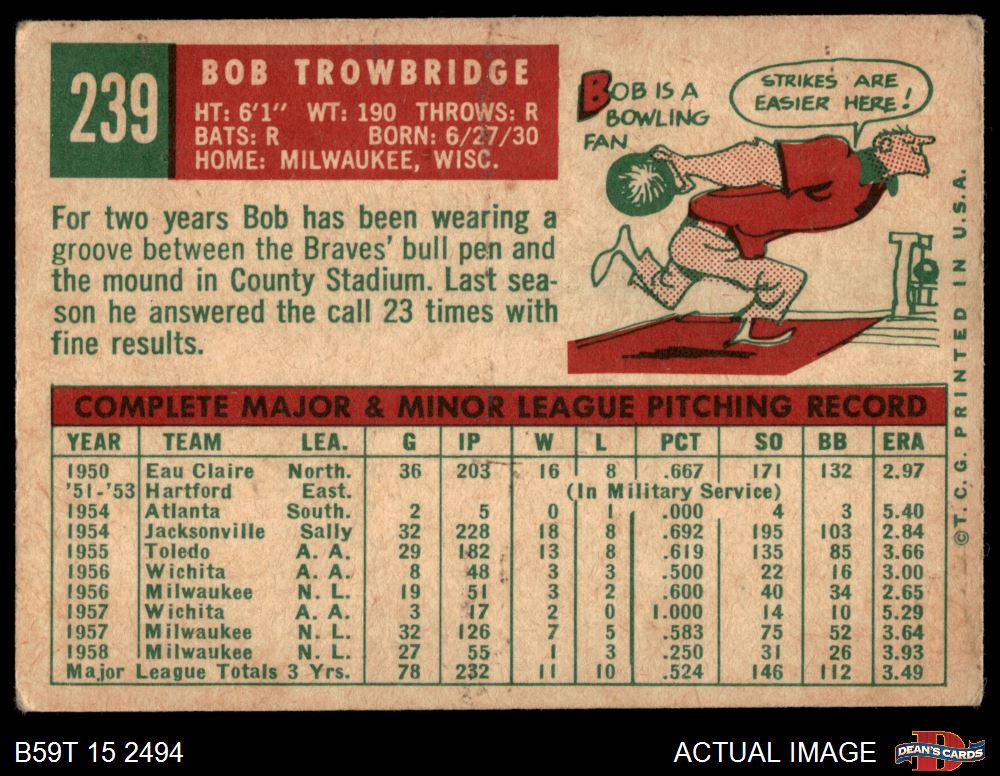 239
BOB TROWBRIDGE
HT: 6'1" WT: 190 THROWS: R
BATS: R BORN: 6/27/30
HOME: MILWAUKEE, WISC.
For two years Bob has been wearing a
groove between the Braves' bull pen and
the mound in County Stadium. Last sea-
son he answered the call 23 times with
fine results.
BOB IS A
BOWLING
FAN
STRIKES ARE
EASIER HERE!
COMPLETE MAJOR & MINOR LEAGUE PITCHING RECORD
YEAR TEAM LEA. G IP W L PCT SO BB ERA
1950 Eau Claire North. 36 203 16 8 .667 171 132 2.97
'51-'53 Hartford East. (In Military Service)
1954 Atlanta South. 2 5 0 1 .000 4 3 5.40
1954 Jacksonville Sally 32 228 18 8 .692 195 103 2.84
1955 Toledo A. A. 29 182 13 8 .619 135 85 3.66
1956 Wichita A. A. 8 48 3 3 .500 22 16 3.00
1956 Milwaukee N. L. 19 51 3 2 .600 40 34 2.65
1957 Wichita A. A. 3 17 2 0 1.000 14 10 5.29
1957 Milwaukee N. L. 32 126 7 5 .583 75 52 3.64
1958 Milwaukee N. L. 27 55 1 3 .250 31 26 3.93
Major League Totals 3 Yrs. 78 232 11 10 .524 146 112 3.49
©T. C. G. PRINTED IN U.S.A.
B59T 15 2494
ACTUAL IMAGE
D
DEAN'S CARDS